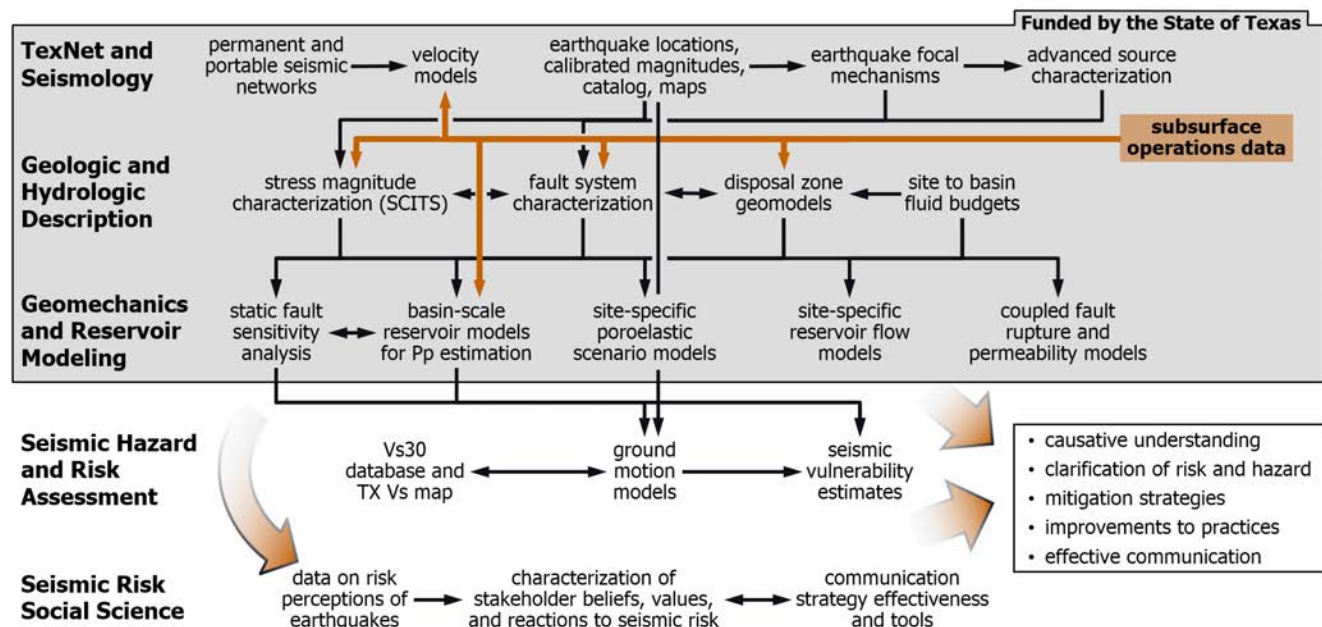 Funded by the State of Texas
TexNet and
Seismology
permanent and
portable seismic
networks
velocity
models
earthquake locations,
calibrated magnitudes,
catalog, maps
earthquake focal
mechanisms
advanced source
characterization
subsurface
operations data
Geologic and
Hydrologic
Description
stress magnitude
characterization (SCITS)
fault system
characterization
disposal zone
geomodels
site to basin
fluid budgets
Geomechanics
and Reservoir
Modeling
static fault
sensitivity
analysis
basin-scale
reservoir models
for Pp estimation
site-specific
poroelastic
scenario models
site-specific
reservoir flow
models
coupled fault
rupture and
permeability models
Seismic Hazard
and Risk
Assessment
Vs30
database and
TX Vs map
ground
motion
models
seismic
vulnerability
estimates
• causative understanding
• clarification of risk and hazard
• mitigation strategies
• improvements to practices
• effective communication
Seismic Risk
Social Science
data on risk
perceptions of
earthquakes
characterization of
stakeholder beliefs, values,
and reactions to seismic risk
communication
strategy effectiveness
and tools